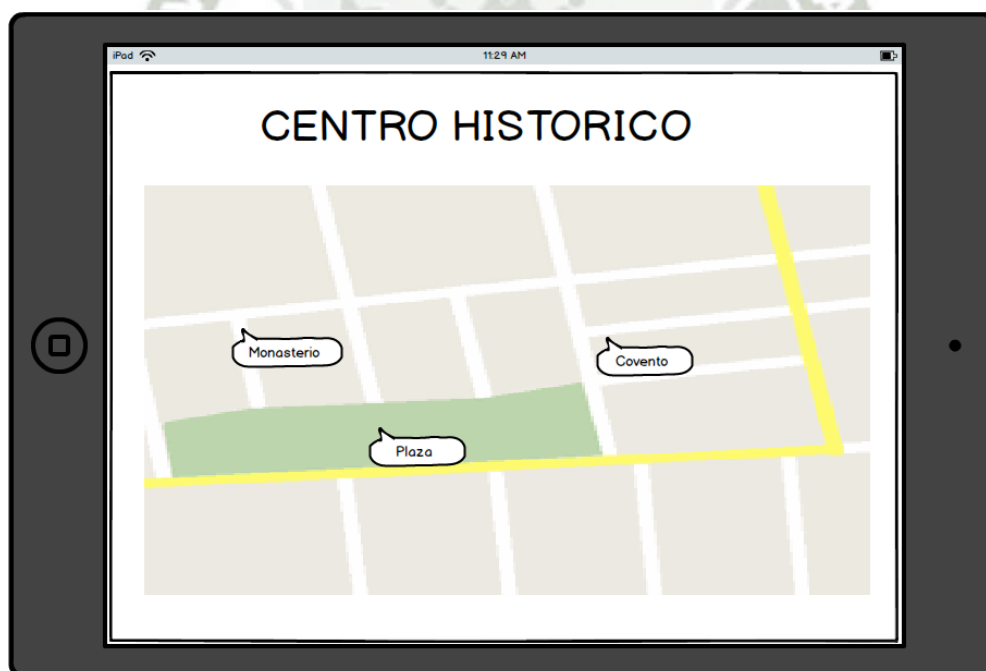 iPad 11:29 AM
CENTRO HISTORICO
Monasterio
Covento
Plaza